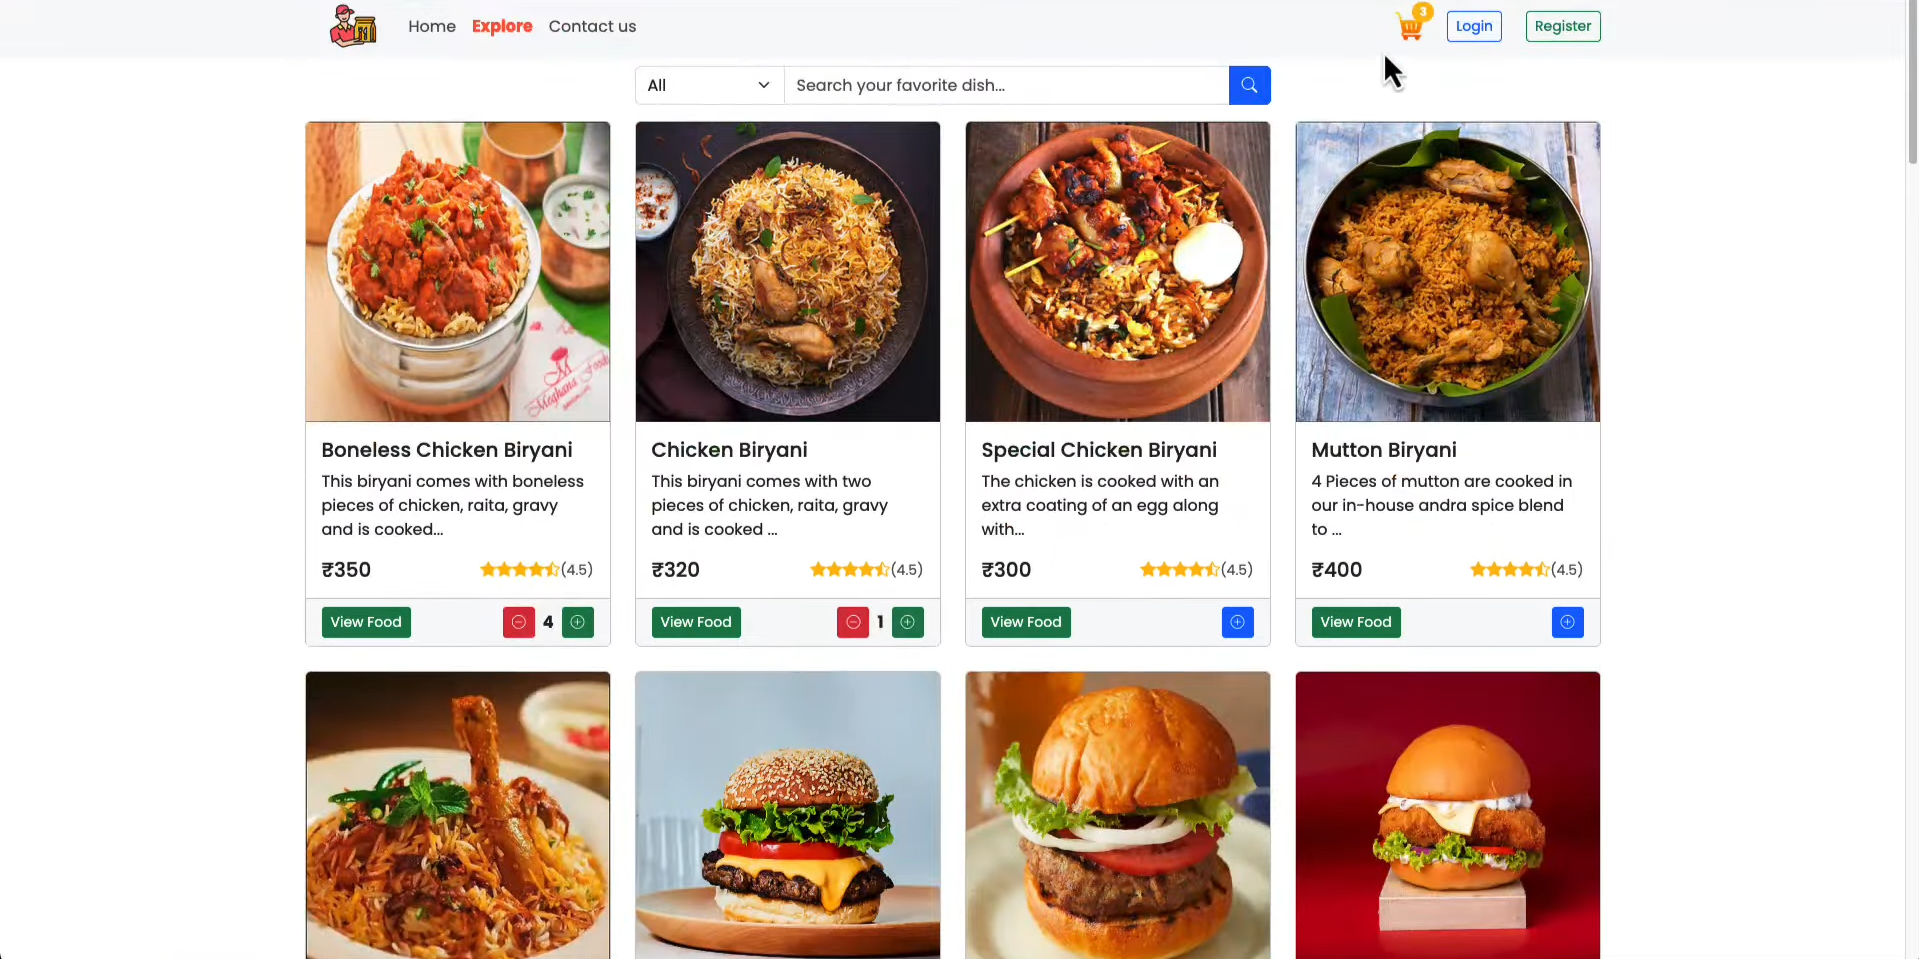 Home Explore Contact us
3
Login Register
All Search your favorite dish...
Meghana Foods
Boneless Chicken Biryani
This biryani comes with boneless
pieces of chicken, raita, gravy
and is cooked...
₹350 (4.5)
View Food 4
Chicken Biryani
This biryani comes with two
pieces of chicken, raita, gravy
and is cooked ...
₹320 (4.5)
View Food 1
Special Chicken Biryani
The chicken is cooked with an
extra coating of an egg along
with...
₹300 (4.5)
View Food
Mutton Biryani
4 Pieces of mutton are cooked in
our in-house andra spice blend
to ...
₹400 (4.5)
View Food